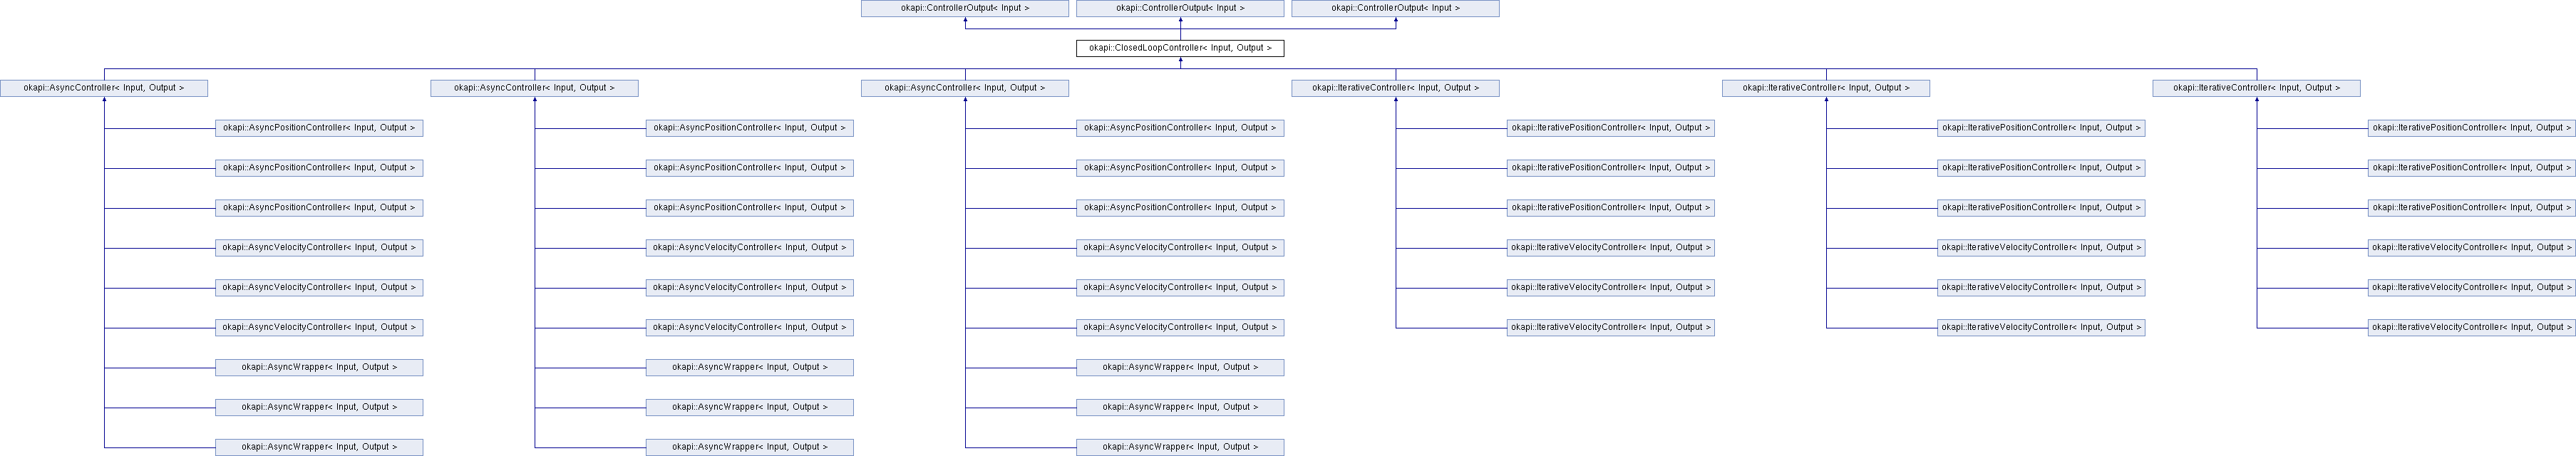 okapi::ControllerOutput< Input > okapi::ControllerOutput< Input > okapi::ControllerOutput< Input >
okapi::ClosedLoopController< Input, Output >
okapi::AsyncController< Input, Output > okapi::AsyncController< Input, Output > okapi::AsyncController< Input, Output > okapi::IterativeController< Input, Output > okapi::IterativeController< Input, Output > okapi::IterativeController< Input, Output >
okapi::AsyncPositionController< Input, Output > okapi::AsyncPositionController< Input, Output > okapi::AsyncPositionController< Input, Output > okapi::IterativePositionController< Input, Output > okapi::IterativePositionController< Input, Output > okapi::IterativePositionController< Input, Output >
okapi::AsyncPositionController< Input, Output > okapi::AsyncPositionController< Input, Output > okapi::AsyncPositionController< Input, Output > okapi::IterativePositionController< Input, Output > okapi::IterativePositionController< Input, Output > okapi::IterativePositionController< Input, Output >
okapi::AsyncPositionController< Input, Output > okapi::AsyncPositionController< Input, Output > okapi::AsyncPositionController< Input, Output > okapi::IterativePositionController< Input, Output > okapi::IterativePositionController< Input, Output > okapi::IterativePositionController< Input, Output >
okapi::AsyncVelocityController< Input, Output > okapi::AsyncVelocityController< Input, Output > okapi::AsyncVelocityController< Input, Output > okapi::IterativeVelocityController< Input, Output > okapi::IterativeVelocityController< Input, Output > okapi::IterativeVelocityController< Input, Output >
okapi::AsyncVelocityController< Input, Output > okapi::AsyncVelocityController< Input, Output > okapi::AsyncVelocityController< Input, Output > okapi::IterativeVelocityController< Input, Output > okapi::IterativeVelocityController< Input, Output > okapi::IterativeVelocityController< Input, Output >
okapi::AsyncVelocityController< Input, Output > okapi::AsyncVelocityController< Input, Output > okapi::AsyncVelocityController< Input, Output > okapi::IterativeVelocityController< Input, Output > okapi::IterativeVelocityController< Input, Output > okapi::IterativeVelocityController< Input, Output >
okapi::AsyncWrapper< Input, Output > okapi::AsyncWrapper< Input, Output > okapi::AsyncWrapper< Input, Output >
okapi::AsyncWrapper< Input, Output > okapi::AsyncWrapper< Input, Output > okapi::AsyncWrapper< Input, Output >
okapi::AsyncWrapper< Input, Output > okapi::AsyncWrapper< Input, Output > okapi::AsyncWrapper< Input, Output >